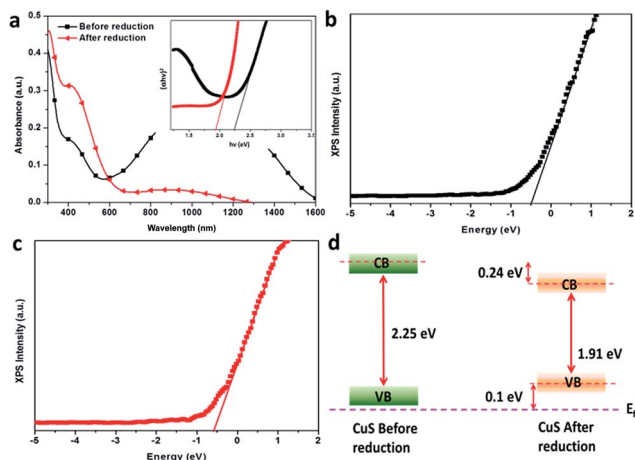 a
Before reduction
After reduction
Absorbance (a.u.)
0.5
0.4
0.3
0.2
0.1
0.0
400 600 800 1000 1200 1400 1600
Wavelength (nm)
(αhν)²
1.5 2.0 2.5 3.0 3.5
hν (eV)
b
XPS Intensity (a.u.)
-5 -4 -3 -2 -1 0 1 2
Energy (eV)
c
XPS Intensity (a.u.)
-5 -4 -3 -2 -1 0 1 2
Energy (eV)
d
CB
0.24 eV
CB
2.25 eV
1.91 eV
VB
VB
0.1 eV
CuS Before
reduction
CuS After
reduction